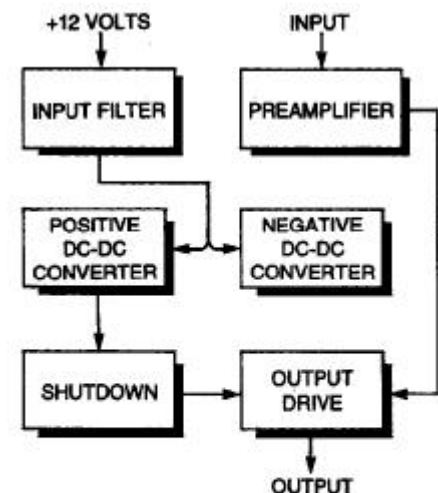 +12 VOLTS
INPUT
INPUT FILTER
PREAMPLIFIER
POSITIVE
DC-DC
CONVERTER
NEGATIVE
DC-DC
CONVERTER
SHUTDOWN
OUTPUT
DRIVE
OUTPUT